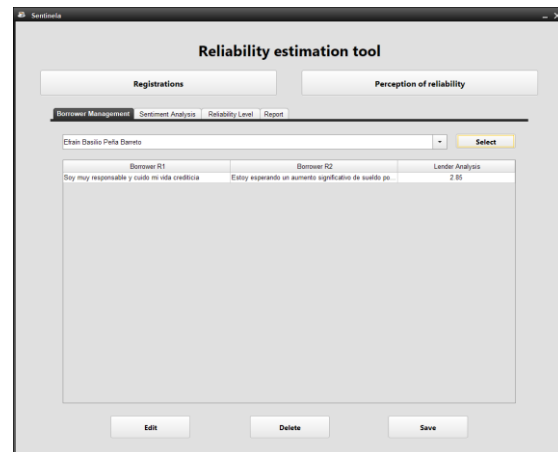 Sentinela
Reliability estimation tool
Registrations Perception of reliability
Borrower Management Sentiment Analysis Reliability Level Report
Efraín Basilio Peña Barreto Select
Borrower R1 Borrower R2 Lender Analysis
Soy muy responsable y cuido mi vida crediticia Estoy esperando un aumento significativo de sueldo po... 2.85
Edit Delete Save